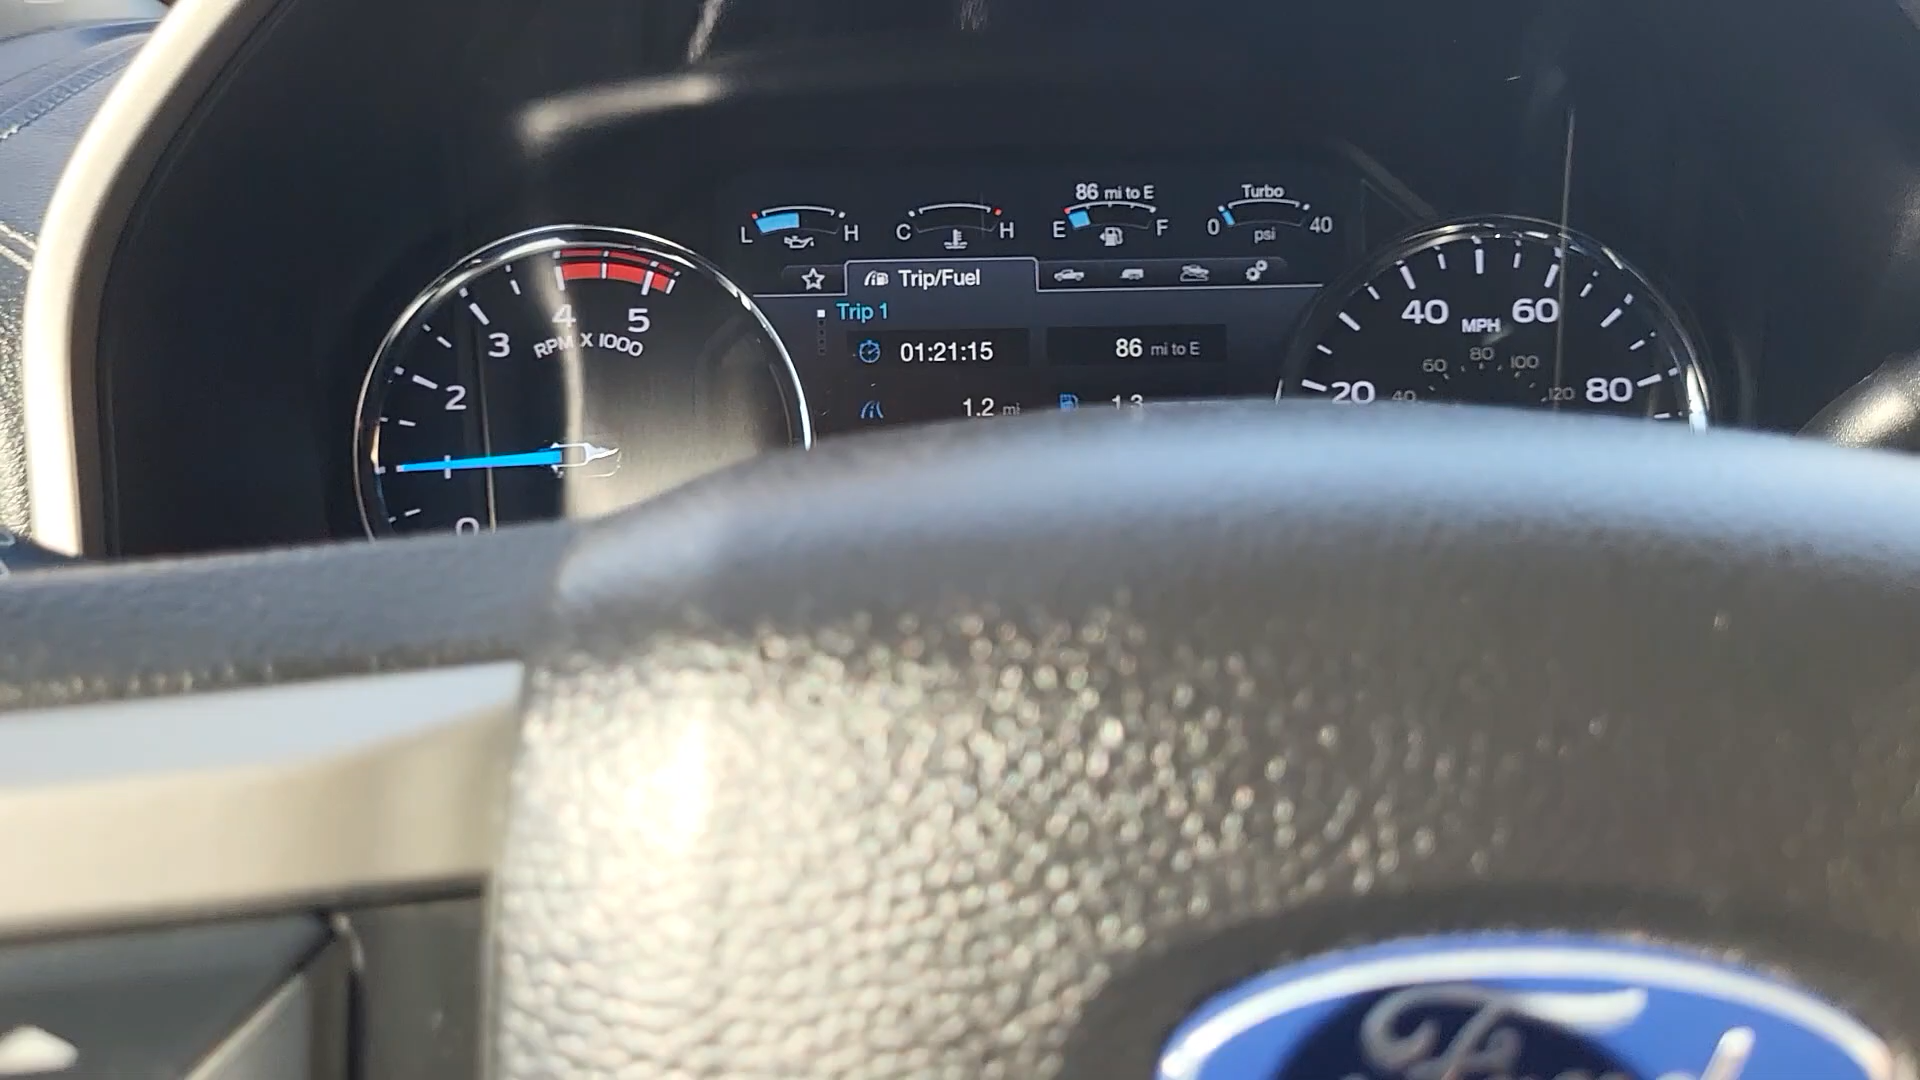 86 mi to E
Turbo
L H
C H
E F
0 40
psi
Trip/Fuel
Trip 1
01:21:15
86 mi to E
1.2 mi
1.3
0
2
3
4
5
RPM X 1000
20
40
60
80
MPH
40
60
80
100
120
Ford